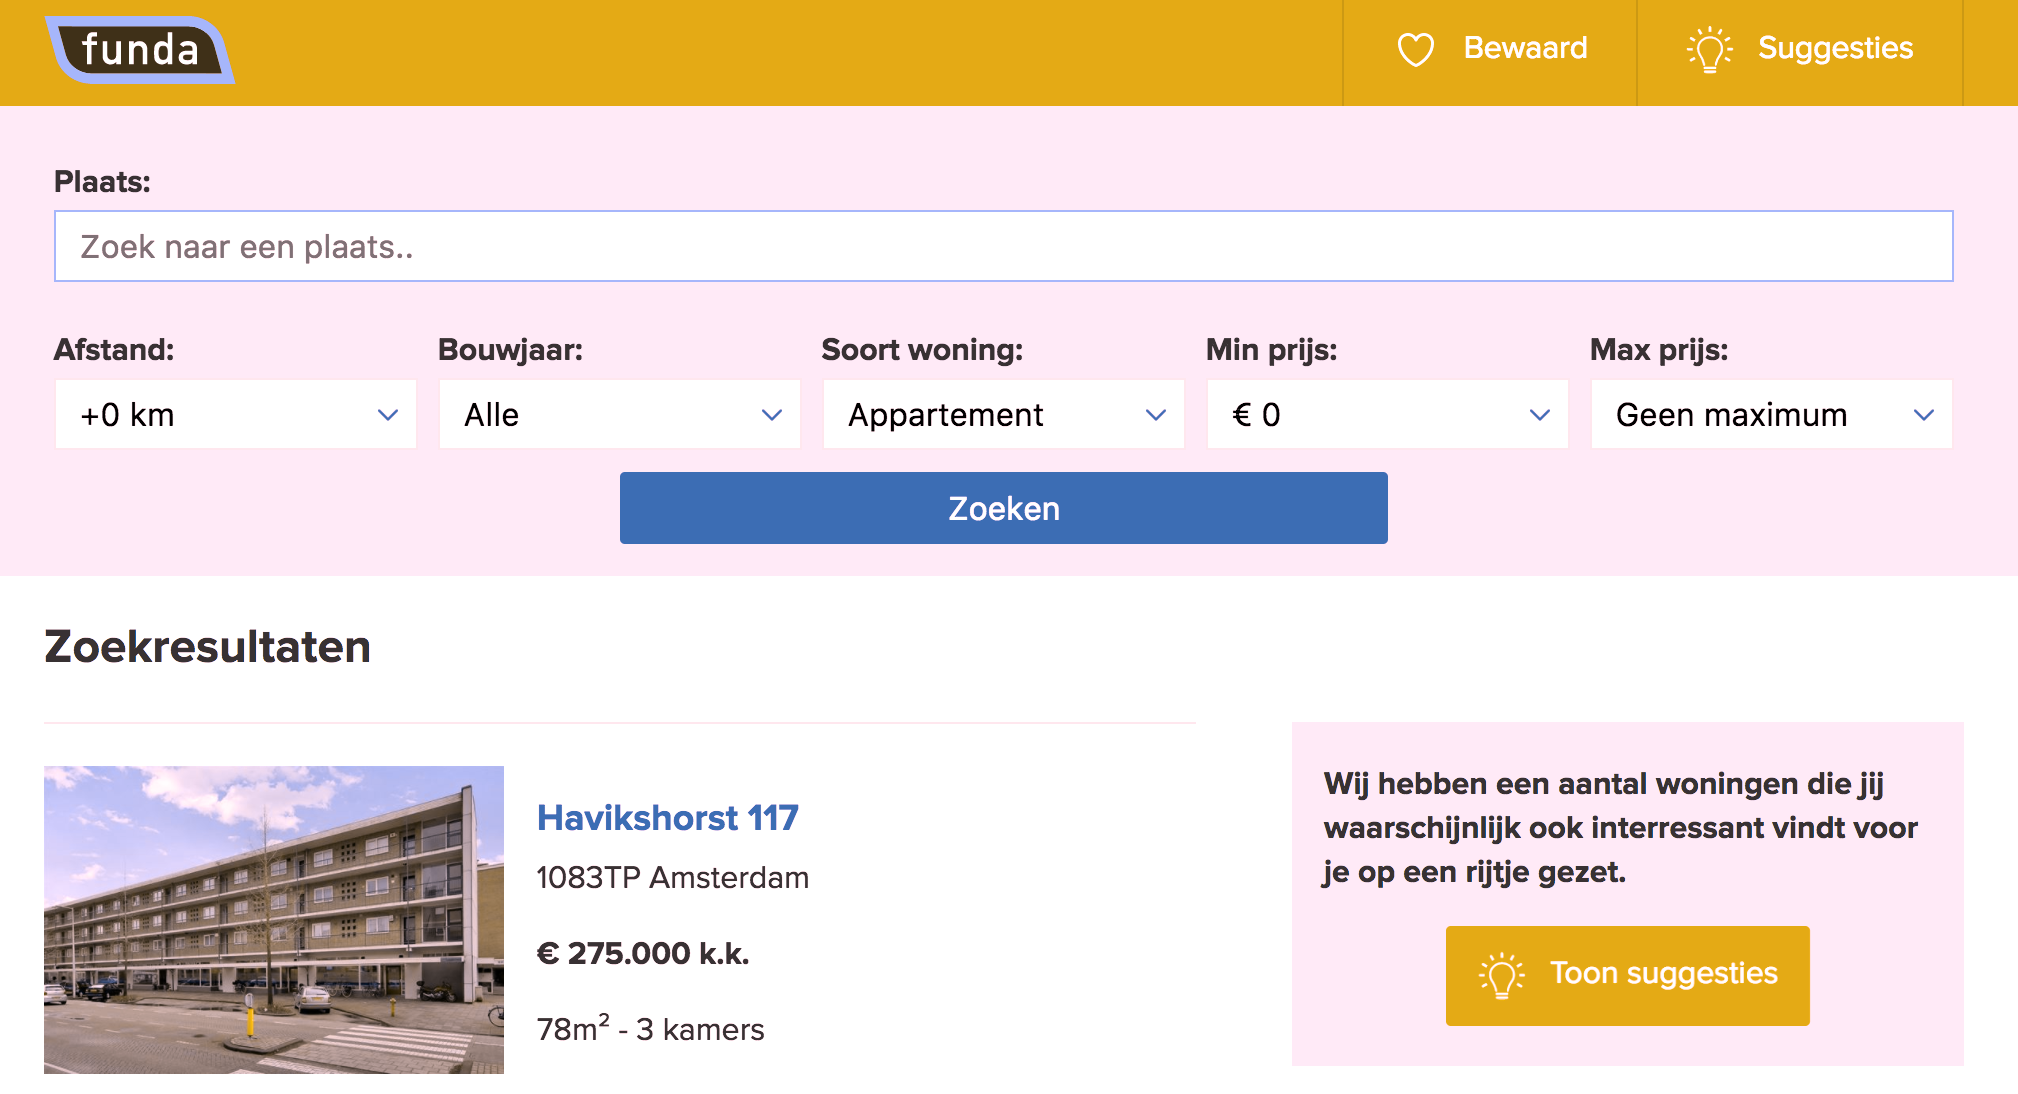 funda
Bewaard
Suggesties
Plaats:
Zoek naar een plaats..
Afstand:
Bouwjaar:
Soort woning:
Min prijs:
Max prijs:
+0 km
Alle
Appartement
€ 0
Geen maximum
Zoeken
Zoekresultaten
Havikshorst 117
1083TP Amsterdam
€ 275.000 k.k.
78m² - 3 kamers
Wij hebben een aantal woningen die jij
waarschijnlijk ook interressant vindt voor
je op een rijtje gezet.
Toon suggesties